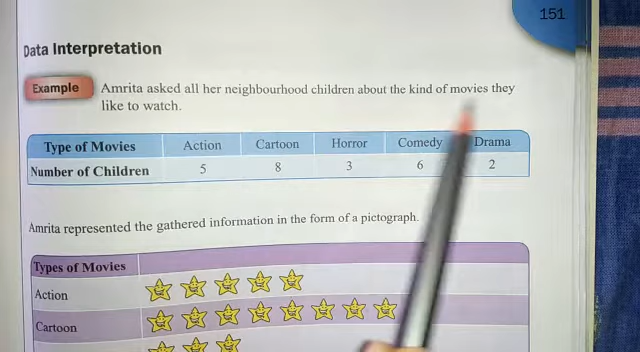 151
Data Interpretation
Example Amrita asked all her neighbourhood children about the kind of movies they
like to watch.
Type of Movies Action Cartoon Horror Comedy Drama
Number of Children 5 8 3 6 2
Amrita represented the gathered information in the form of a pictograph.
Types of Movies
Action
Cartoon